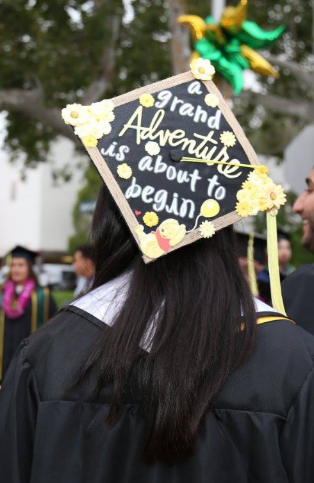 a
grand
Adventure
is about to
begin